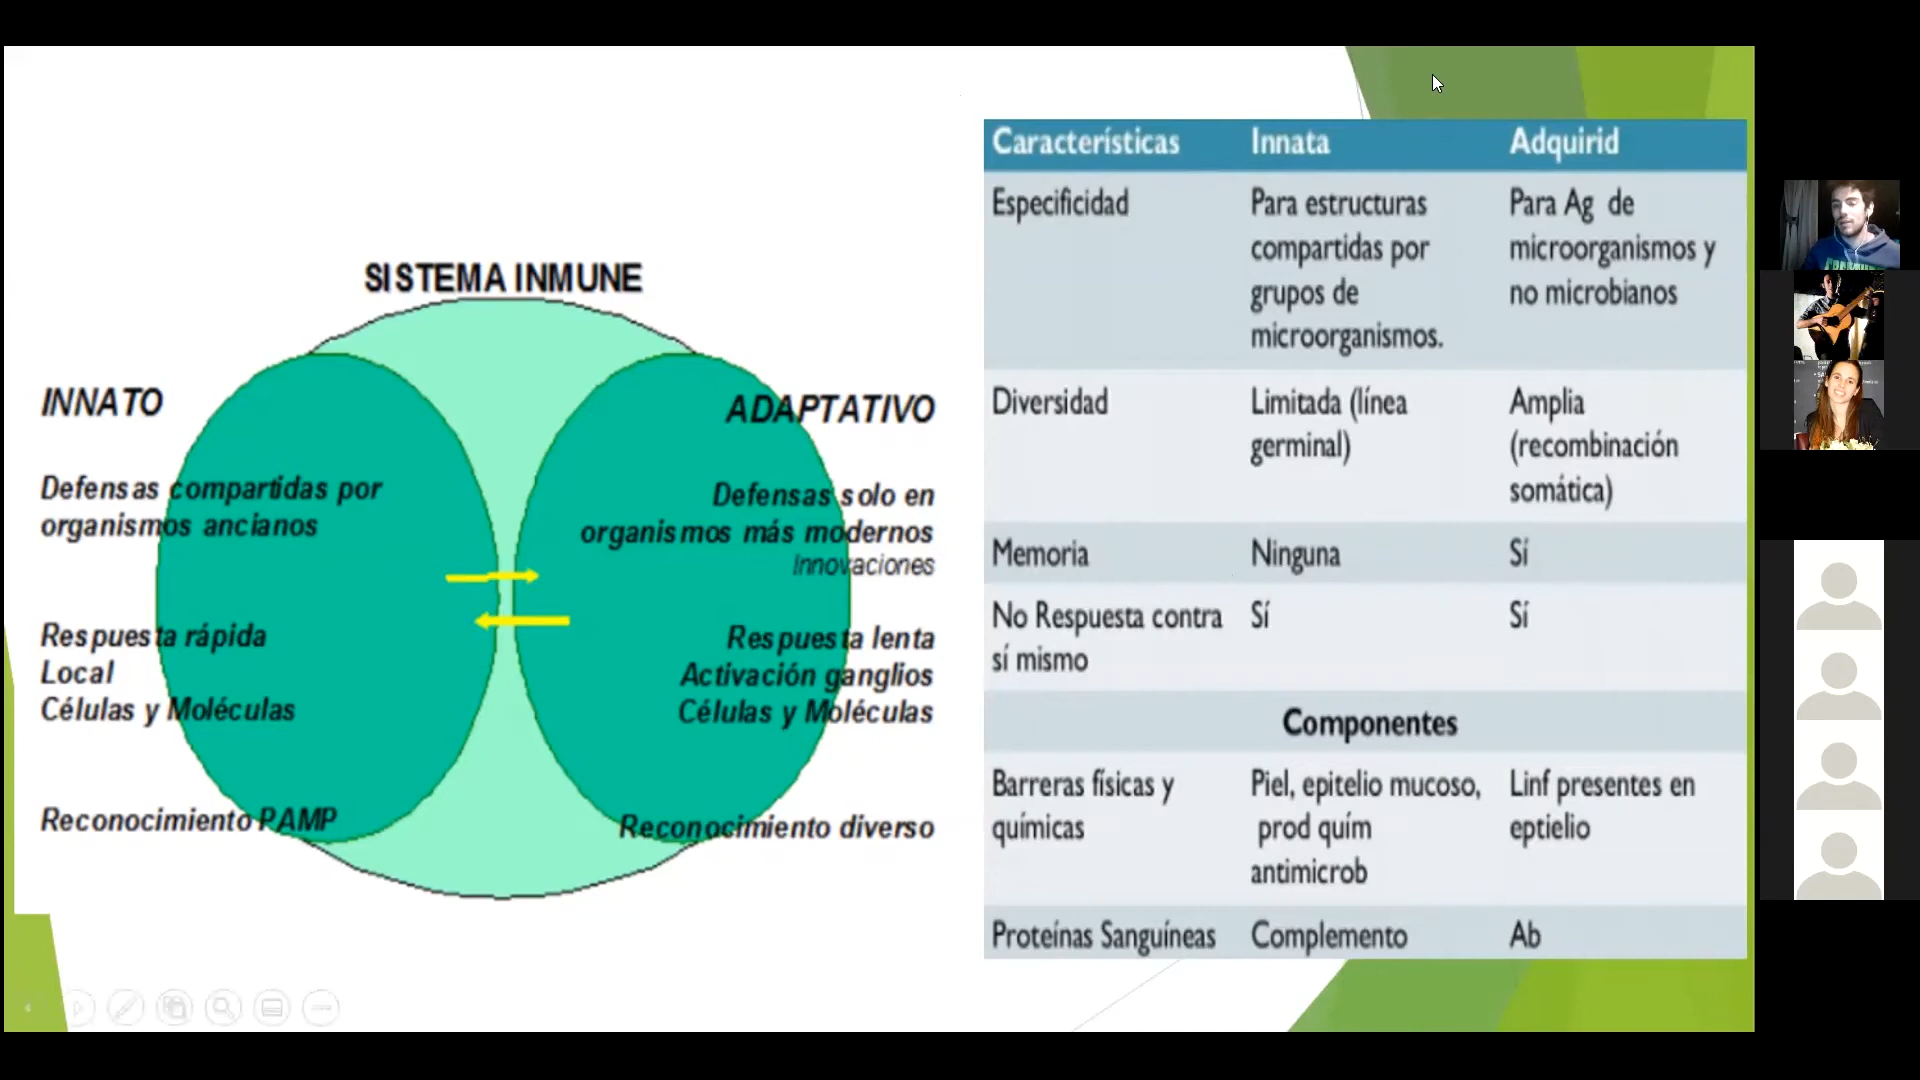 SISTEMA INMUNE
INNATO
Defensas compartidas por
organismos ancianos
Respuesta rápida
Local
Células y Moléculas
Reconocimiento PAMP
ADAPTATIVO
Defensas solo en
organismos más modernos
Innovaciones
Respuesta lenta
Activación ganglios
Células y Moléculas
Reconocimiento diverso
Características Innata Adquirid
Especificidad Para estructuras Para Ag de
compartidas por microorganismos y
grupos de no microbianos
microorganismos.
Diversidad Limitada (línea Amplia
germinal) (recombinación
somática)
Memoria Ninguna Sí
No Respuesta contra Sí Sí
sí mismo
Componentes
Barreras físicas y Piel, epitelio mucoso, Linf presentes en
químicas prod quím eptielio
antimicrob
Proteínas Sanguíneas Complemento Ab